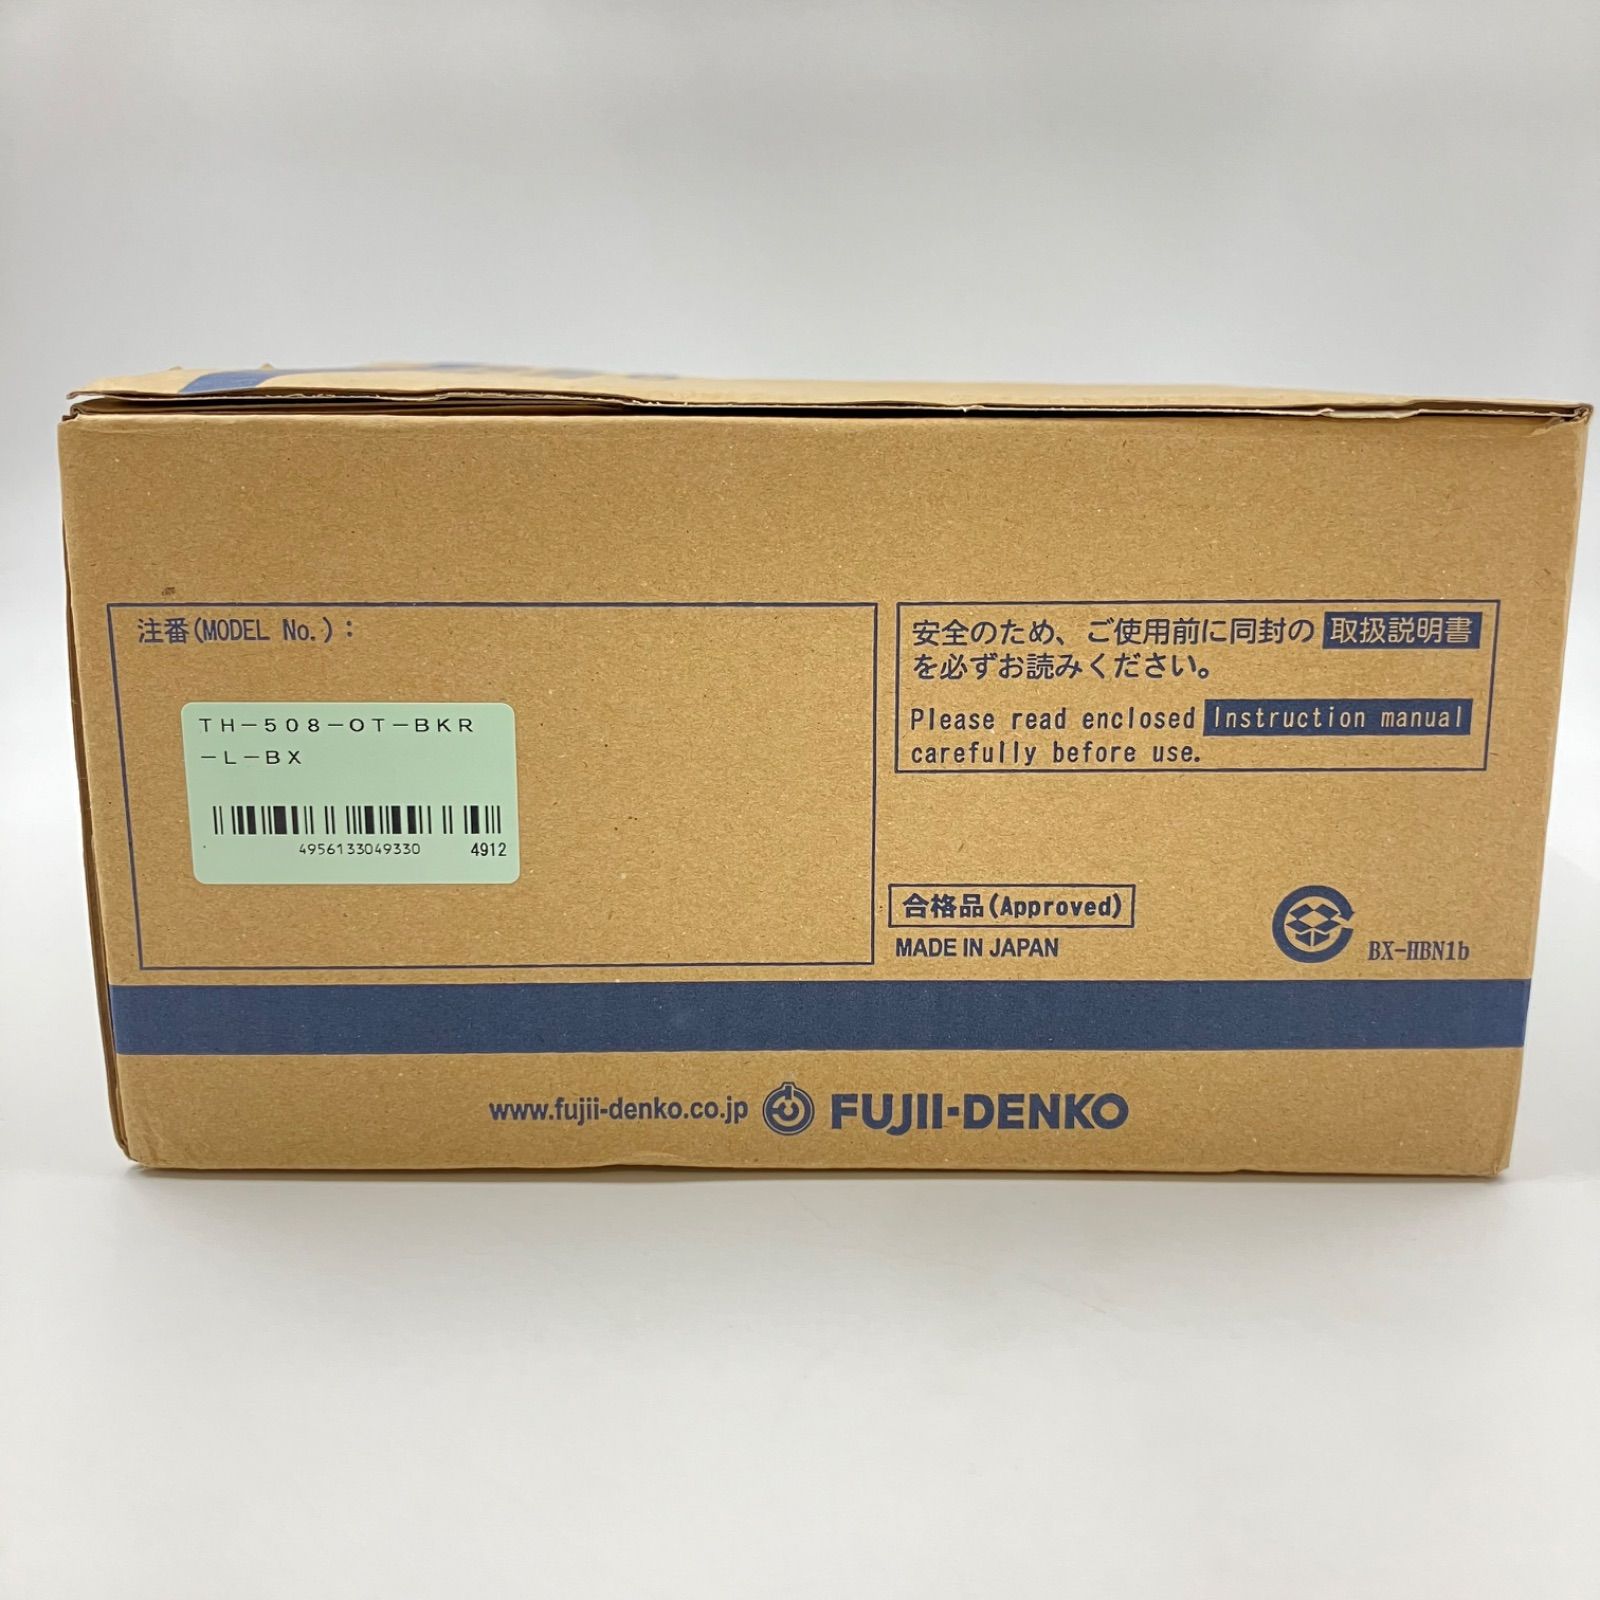 注番(MODEL No.):
TH-508-OT-BKR
-L-BX
4956133049330 4912
安全のため、ご使用前に同封の 取扱説明書
を必ずお読みください。
Please read enclosed Instruction manual
carefully before use.
合格品(Approved)
MADE IN JAPAN
BX-HBN1b
www.fujii-denko.co.jp FUJII-DENKO